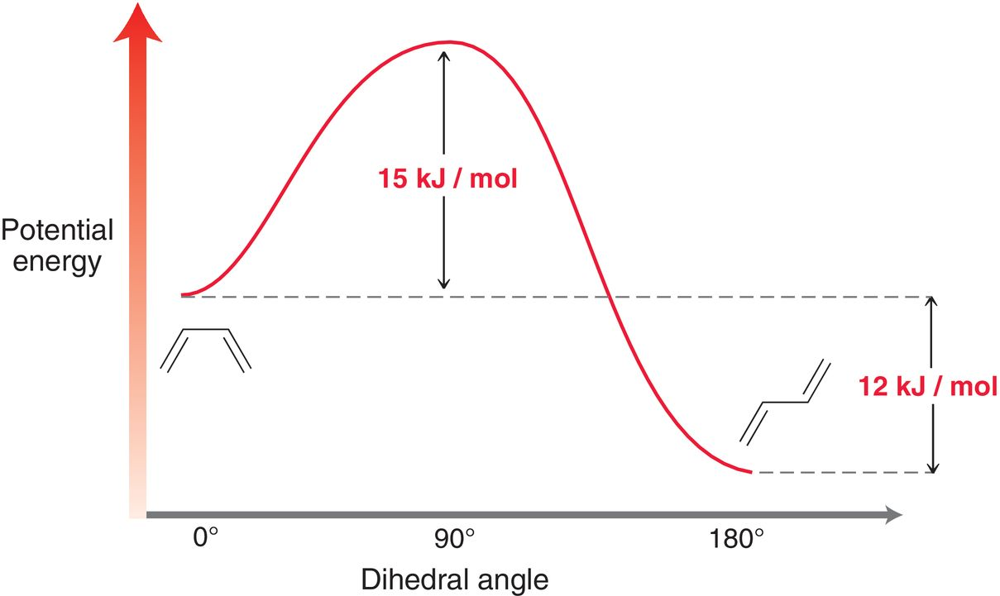 Potential
energy
15 kJ / mol
12 kJ / mol
0°
90°
180°
Dihedral angle